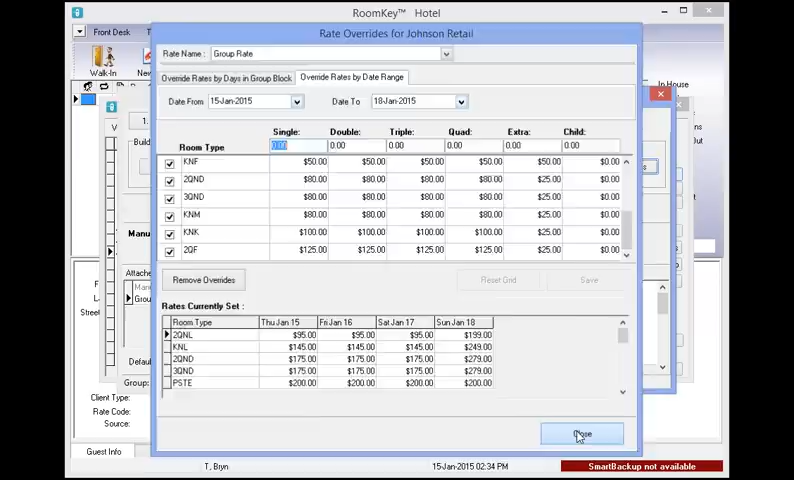 RoomKey™ Hotel
Rate Overrides for Johnson Retail
Front Desk
Walk-In
In House
Rate Name :
Group Rate
Override Rates by Days in Group Block
Override Rates by Date Range
Date From
15-Jan-2015
Date To
18-Jan-2015
Room Type
Single:
Double:
Triple:
Quad:
Extra:
Child:
0.00 0.00 0.00 0.00 0.00 0.00
KNF $50.00 $50.00 $50.00 $50.00 $50.00 $0.00
2QND $80.00 $80.00 $80.00 $80.00 $25.00 $0.00
3QND $80.00 $80.00 $80.00 $80.00 $25.00 $0.00
KNM $80.00 $80.00 $80.00 $80.00 $25.00 $0.00
KNK $100.00 $100.00 $100.00 $100.00 $25.00 $0.00
2QF $125.00 $125.00 $125.00 $125.00 $25.00 $0.00
Remove Overrides
Reset Grid
Save
Rates Currently Set :
Room Type Thu Jan 15 Fri Jan 16 Sat Jan 17 Sun Jan 18
2QNL $95.00 $95.00 $95.00 $199.00
KNL $145.00 $145.00 $145.00 $249.00
2QND $175.00 $175.00 $175.00 $279.00
3QND $175.00 $175.00 $175.00 $279.00
PSTE $200.00 $200.00 $200.00 $200.00
Close
Group:
Client Type:
Rate Code:
Source:
Guest Info
T, Bryn
15-Jan-2015 02:34 PM
SmartBackup not available